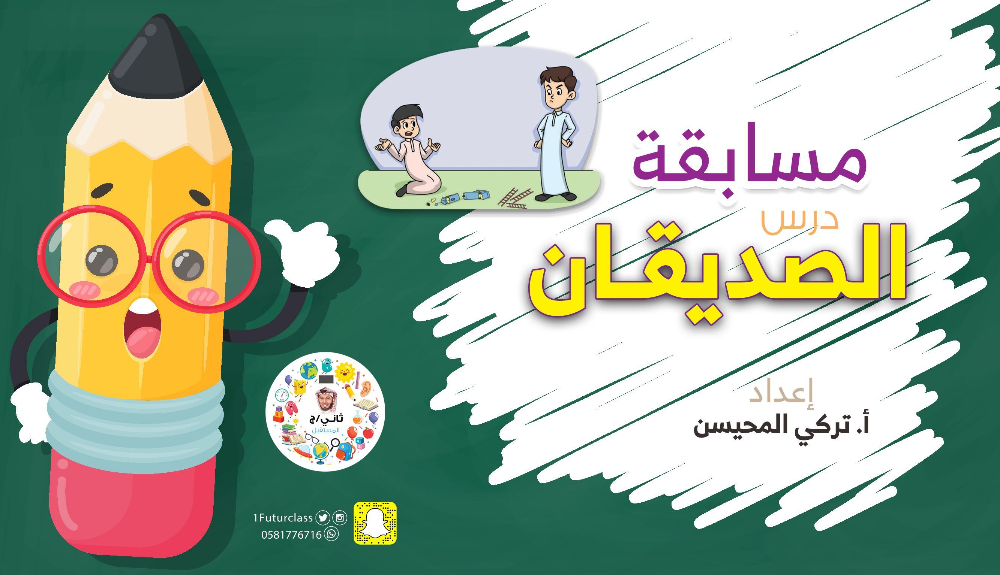 مسابقة
درس
الصديقان
إعداد
أ. تركي المحيسن
ثاني/ج
المستقبل
1Futurclass
0581776716